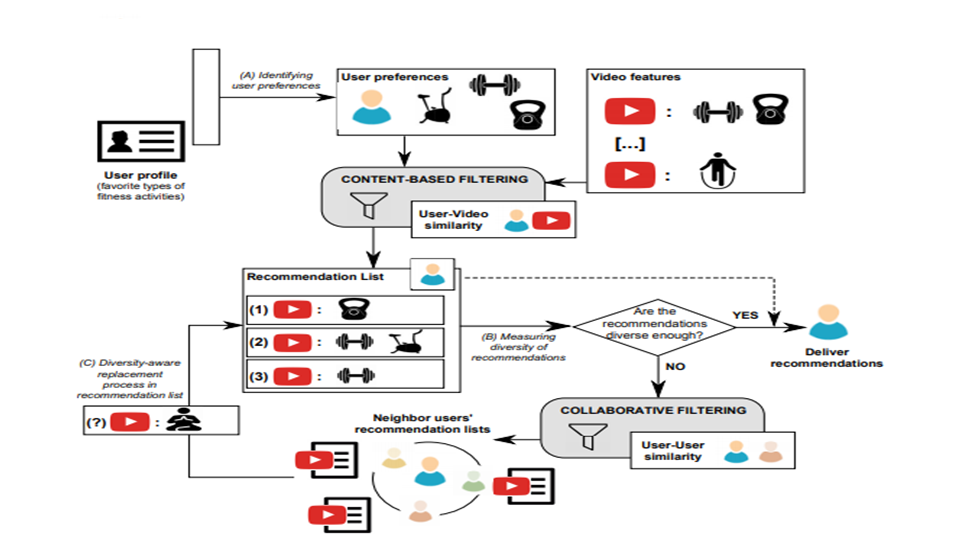 (A) Identifying
user preferences
User preferences
Video features
:
[...]
:
User profile
(favorite types of
fitness activities)
CONTENT-BASED FILTERING
User-Video
similarity
Recommendation List
(1) :
(2) :
(3) :
(B) Measuring
diversity of
recommendations
Are the
recommendations
diverse enough?
YES
NO
Deliver
recommendations
(C) Diversity-aware
replacement
process in
recommendation list
(?) :
Neighbor users'
recommendation lists
COLLABORATIVE FILTERING
User-User
similarity